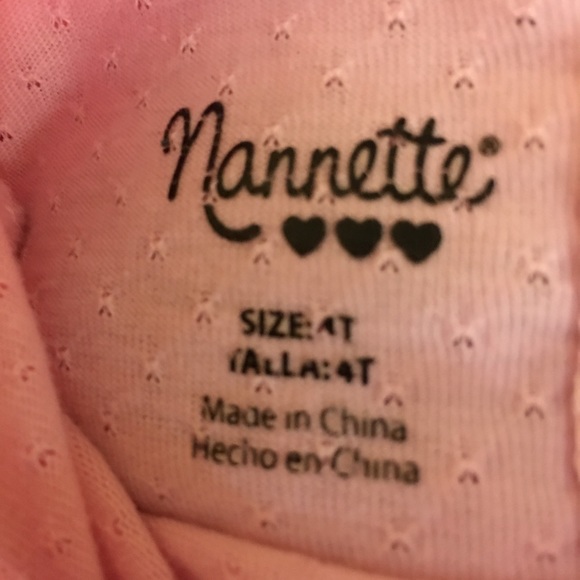 Nannette®
SIZE: 4T
TALLA: 4T
Made in China
Hecho en China